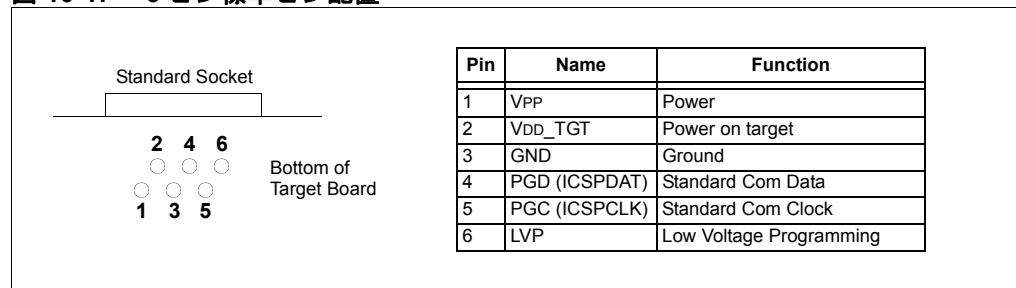 Standard Socket
2 4 6
Bottom of
Target Board
1 3 5
Pin Name Function
1 VPP Power
2 VDD_TGT Power on target
3 GND Ground
4 PGD (ICSPDAT) Standard Com Data
5 PGC (ICSPCLK) Standard Com Clock
6 LVP Low Voltage Programming